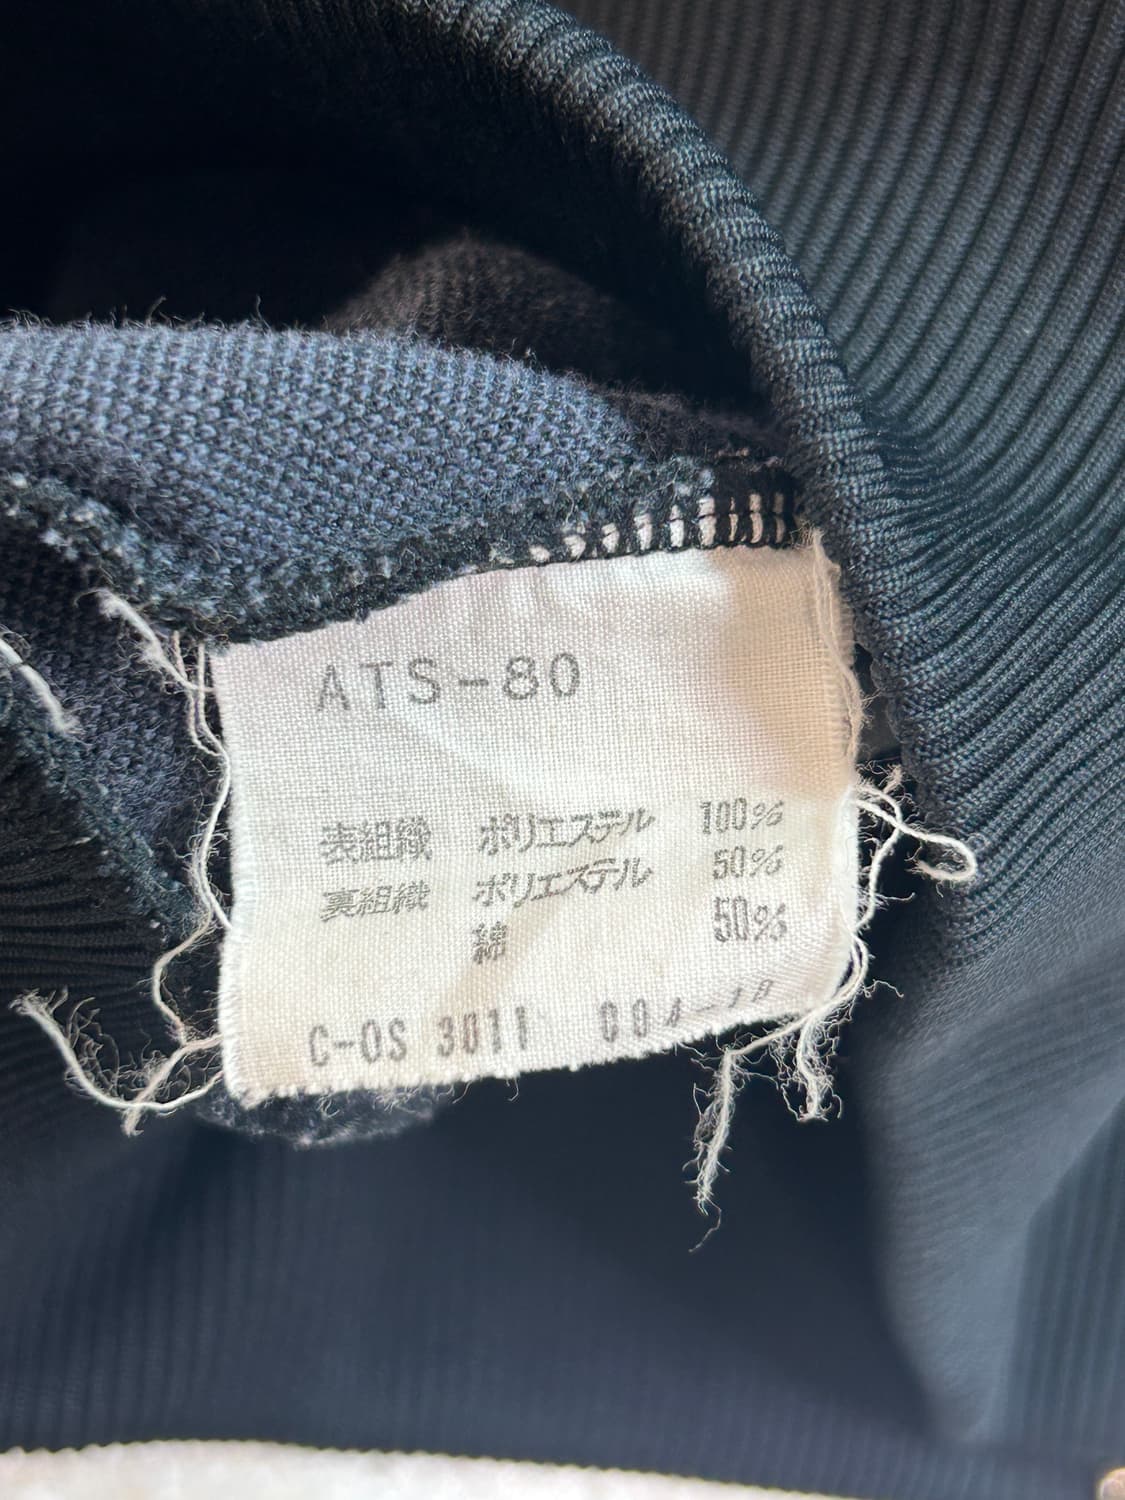 ATS-80
表組織 ポリエステル 100%
裏組織 ポリエステル 50%
綿 50%
C-OS 3011